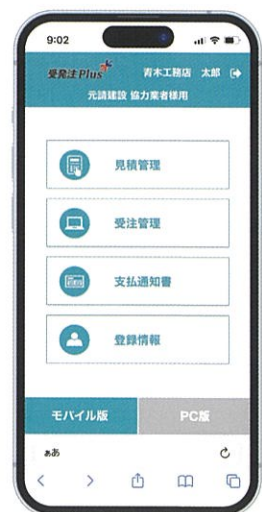 9:02
受発注Plus
青木工務店 太郎
元請建設 協力業者様用
見積管理
受注管理
支払通知書
登録情報
モバイル版
PC版
ぁあ